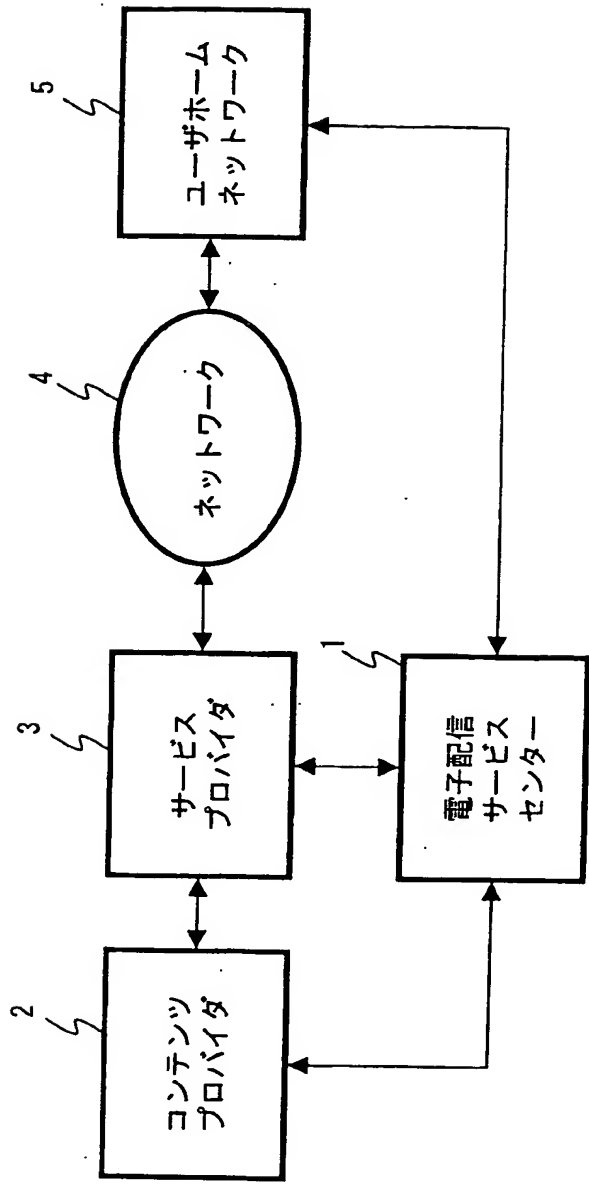 2
コンテンツ
プロバイダ
3
サービス
プロバイダ
4
ネットワーク
5
ユーザホーム
ネットワーク
1
電子配信
サービス
センター